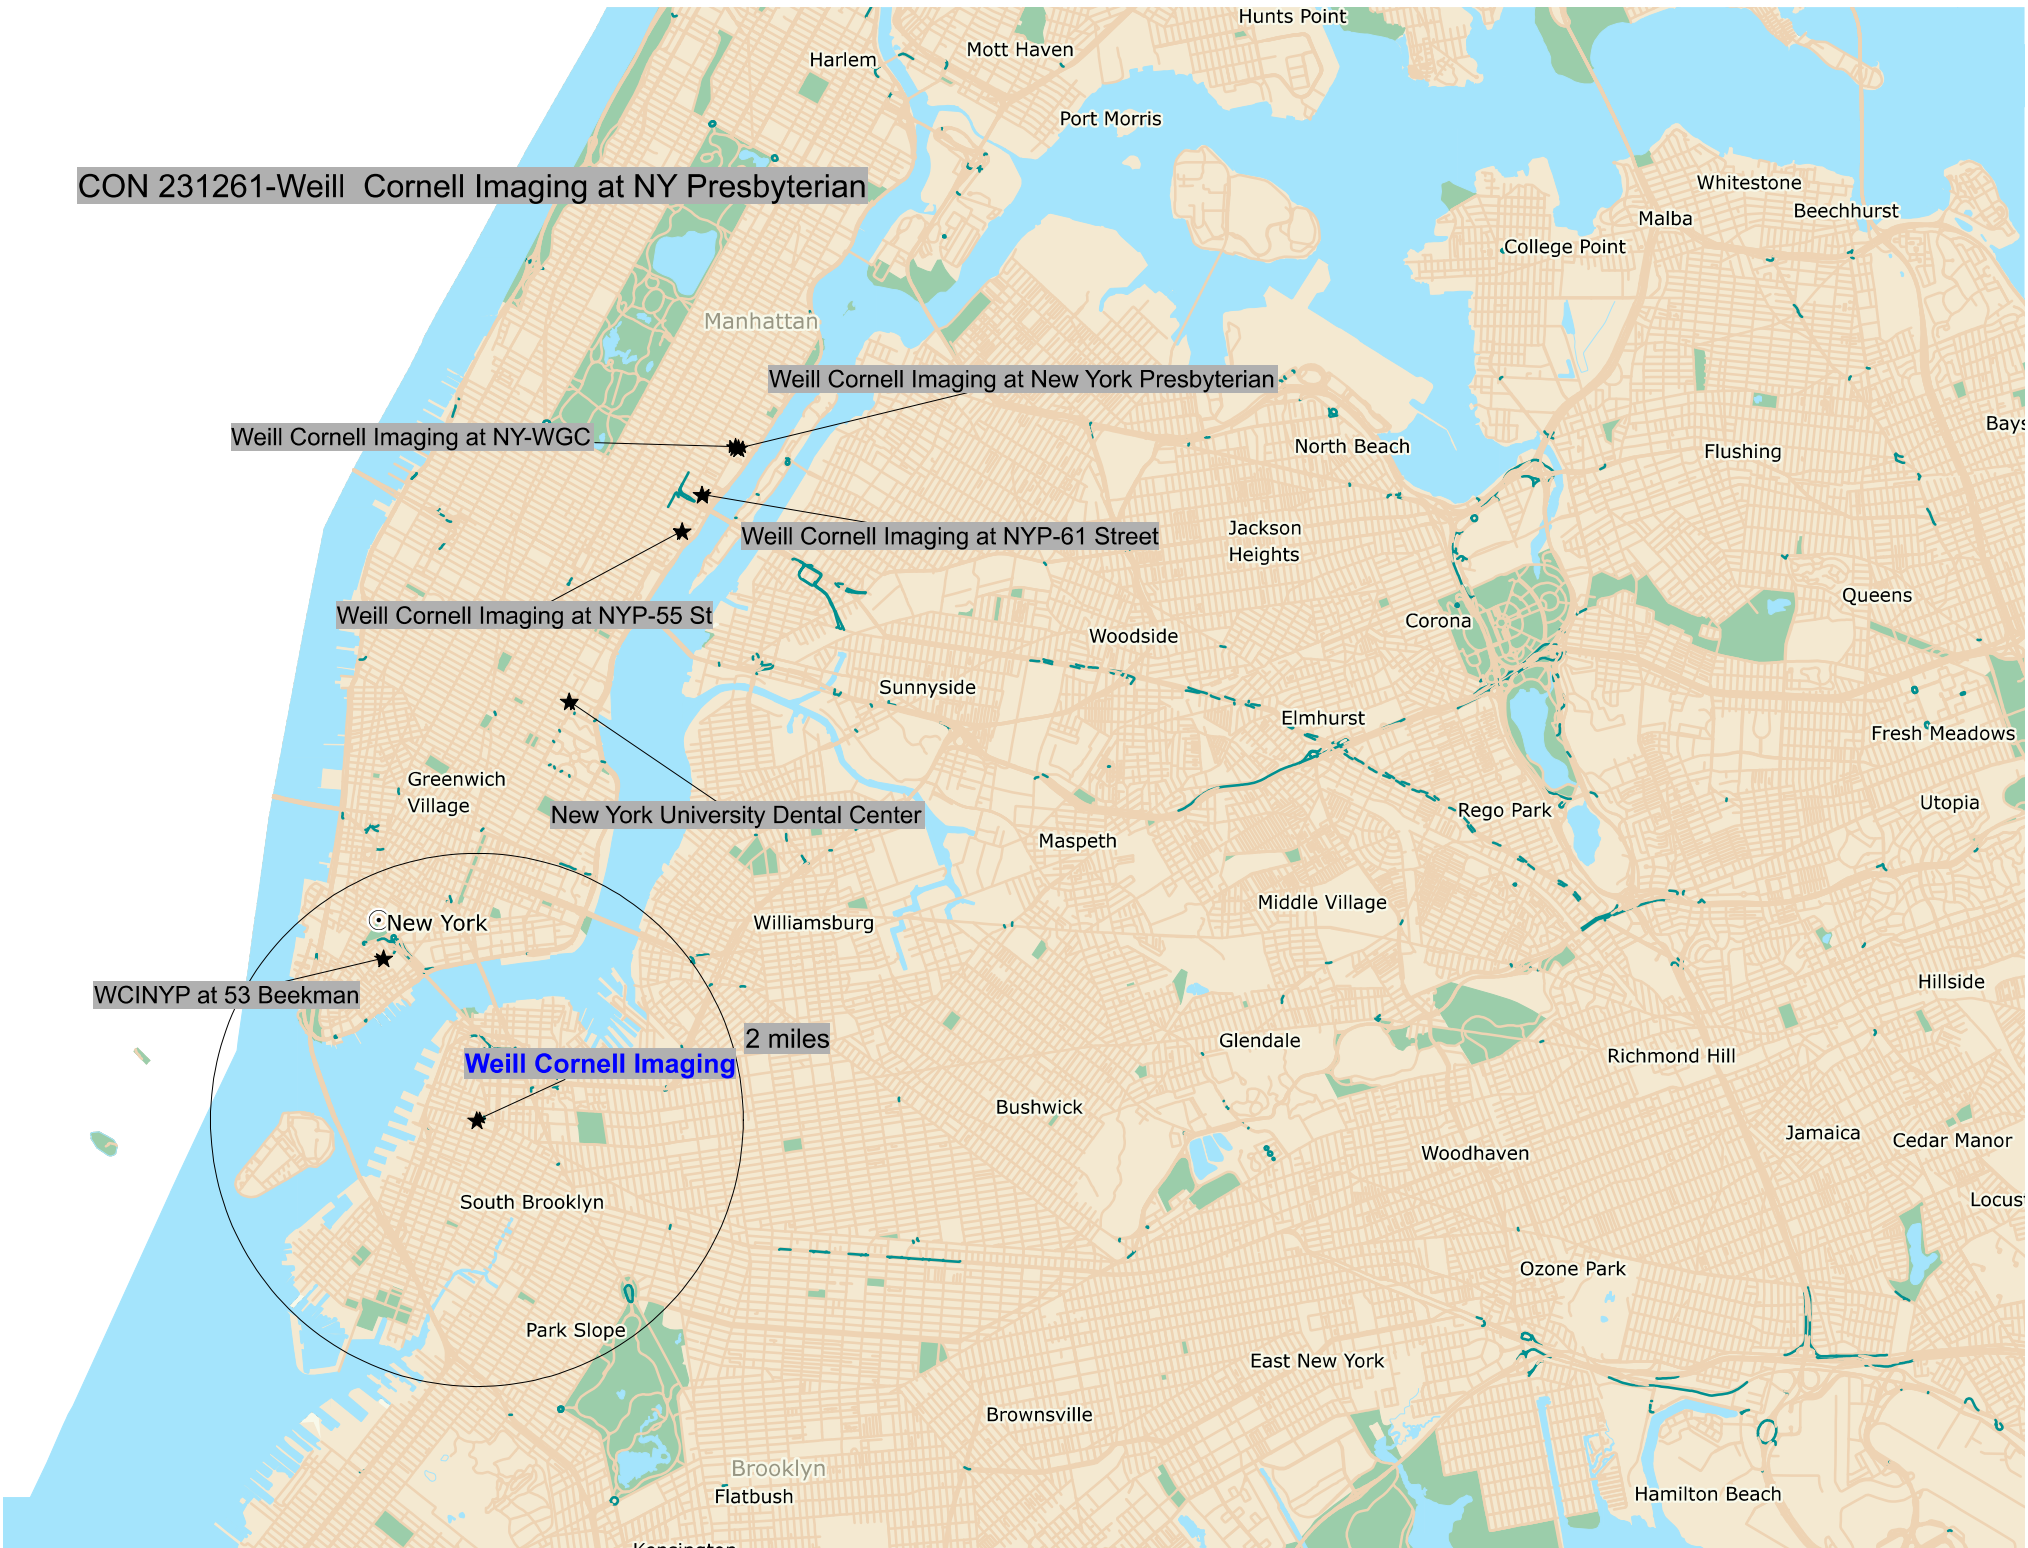 Hunts Point
Mott Haven
Harlem
Port Morris
CON 231261-Weill  Cornell Imaging at NY Presbyterian
Whitestone
Malba
Beechhurst
College Point
Manhattan
Weill Cornell Imaging at New York Presbyterian
Weill Cornell Imaging at NY-WGC
North Beach
Flushing
Bays
Weill Cornell Imaging at NYP-61 Street
Jackson
Heights
Weill Cornell Imaging at NYP-55 St
Queens
Corona
Woodside
Sunnyside
Elmhurst
Fresh Meadows
Greenwich
Village
New York University Dental Center
Utopia
Rego Park
Maspeth
Middle Village
New York
Williamsburg
WCINYP at 53 Beekman
Hillside
2 miles
Glendale
Weill Cornell Imaging
Richmond Hill
Bushwick
Jamaica
Cedar Manor
Woodhaven
South Brooklyn
Locust
Ozone Park
Park Slope
East New York
Brownsville
Brooklyn
Flatbush
Hamilton Beach
Kensington